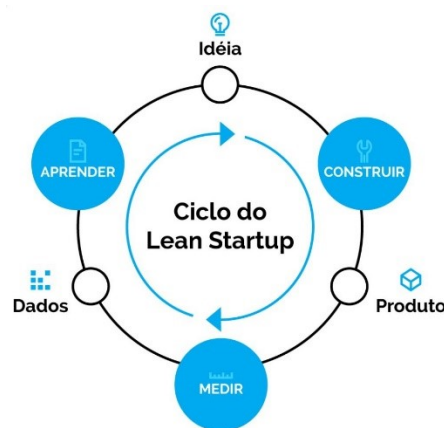 Idéia
APRENDER
CONSTRUIR
Ciclo do
Lean Startup
Dados
Produto
MEDIR